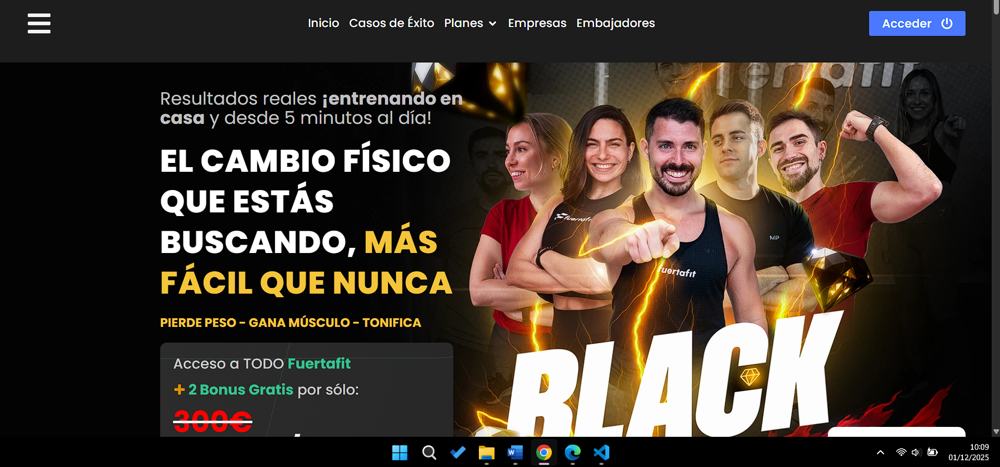 Inicio Casos de Éxito Planes Empresas Embajadores
Acceder
Resultados reales ¡entrenando en
casa y desde 5 minutos al día!
EL CAMBIO FÍSICO
QUE ESTÁS
BUSCANDO, MÁS
FÁCIL QUE NUNCA
PIERDE PESO - GANA MÚSCULO - TONIFICA
Acceso a TODO Fuertafit
+ 2 Bonus Gratis por sólo:
300€
ertafit
fuertafit
MP
MP
fuertafit
BLACK
10:09
01/12/2025